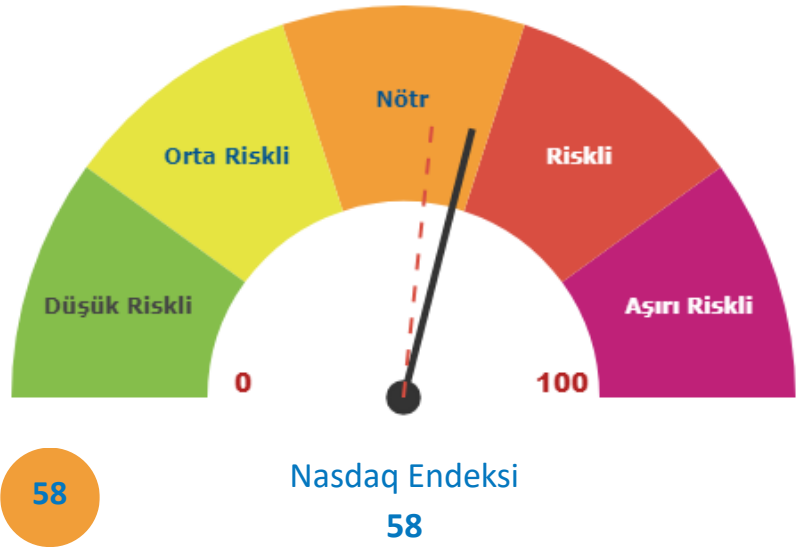 Nötr
Orta Riskli
Riskli
Düşük Riskli
Aşırı Riskli
0
100
58
Nasdaq Endeksi
58